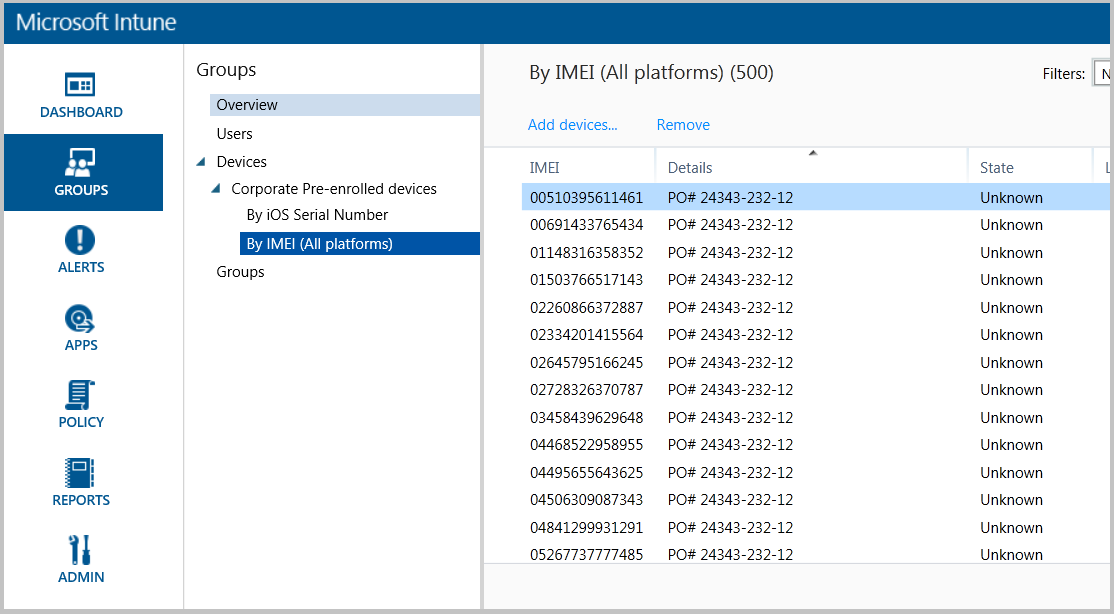 Microsoft Intune
DASHBOARD
GROUPS
ALERTS
APPS
POLICY
REPORTS
ADMIN
Groups
Overview
Users
Devices
Corporate Pre-enrolled devices
By iOS Serial Number
By IMEI (All platforms)
Groups
By IMEI (All platforms) (500)
Filters:
Add devices... Remove
IMEI Details State
00510395611461 PO# 24343-232-12 Unknown
00691433765434 PO# 24343-232-12 Unknown
01148316358352 PO# 24343-232-12 Unknown
01503766517143 PO# 24343-232-12 Unknown
02260866372887 PO# 24343-232-12 Unknown
02334201415564 PO# 24343-232-12 Unknown
02645795166245 PO# 24343-232-12 Unknown
02728326370787 PO# 24343-232-12 Unknown
03458439629648 PO# 24343-232-12 Unknown
04468522958955 PO# 24343-232-12 Unknown
04495655643625 PO# 24343-232-12 Unknown
04506309087343 PO# 24343-232-12 Unknown
04841299931291 PO# 24343-232-12 Unknown
05267737777485 PO# 24343-232-12 Unknown